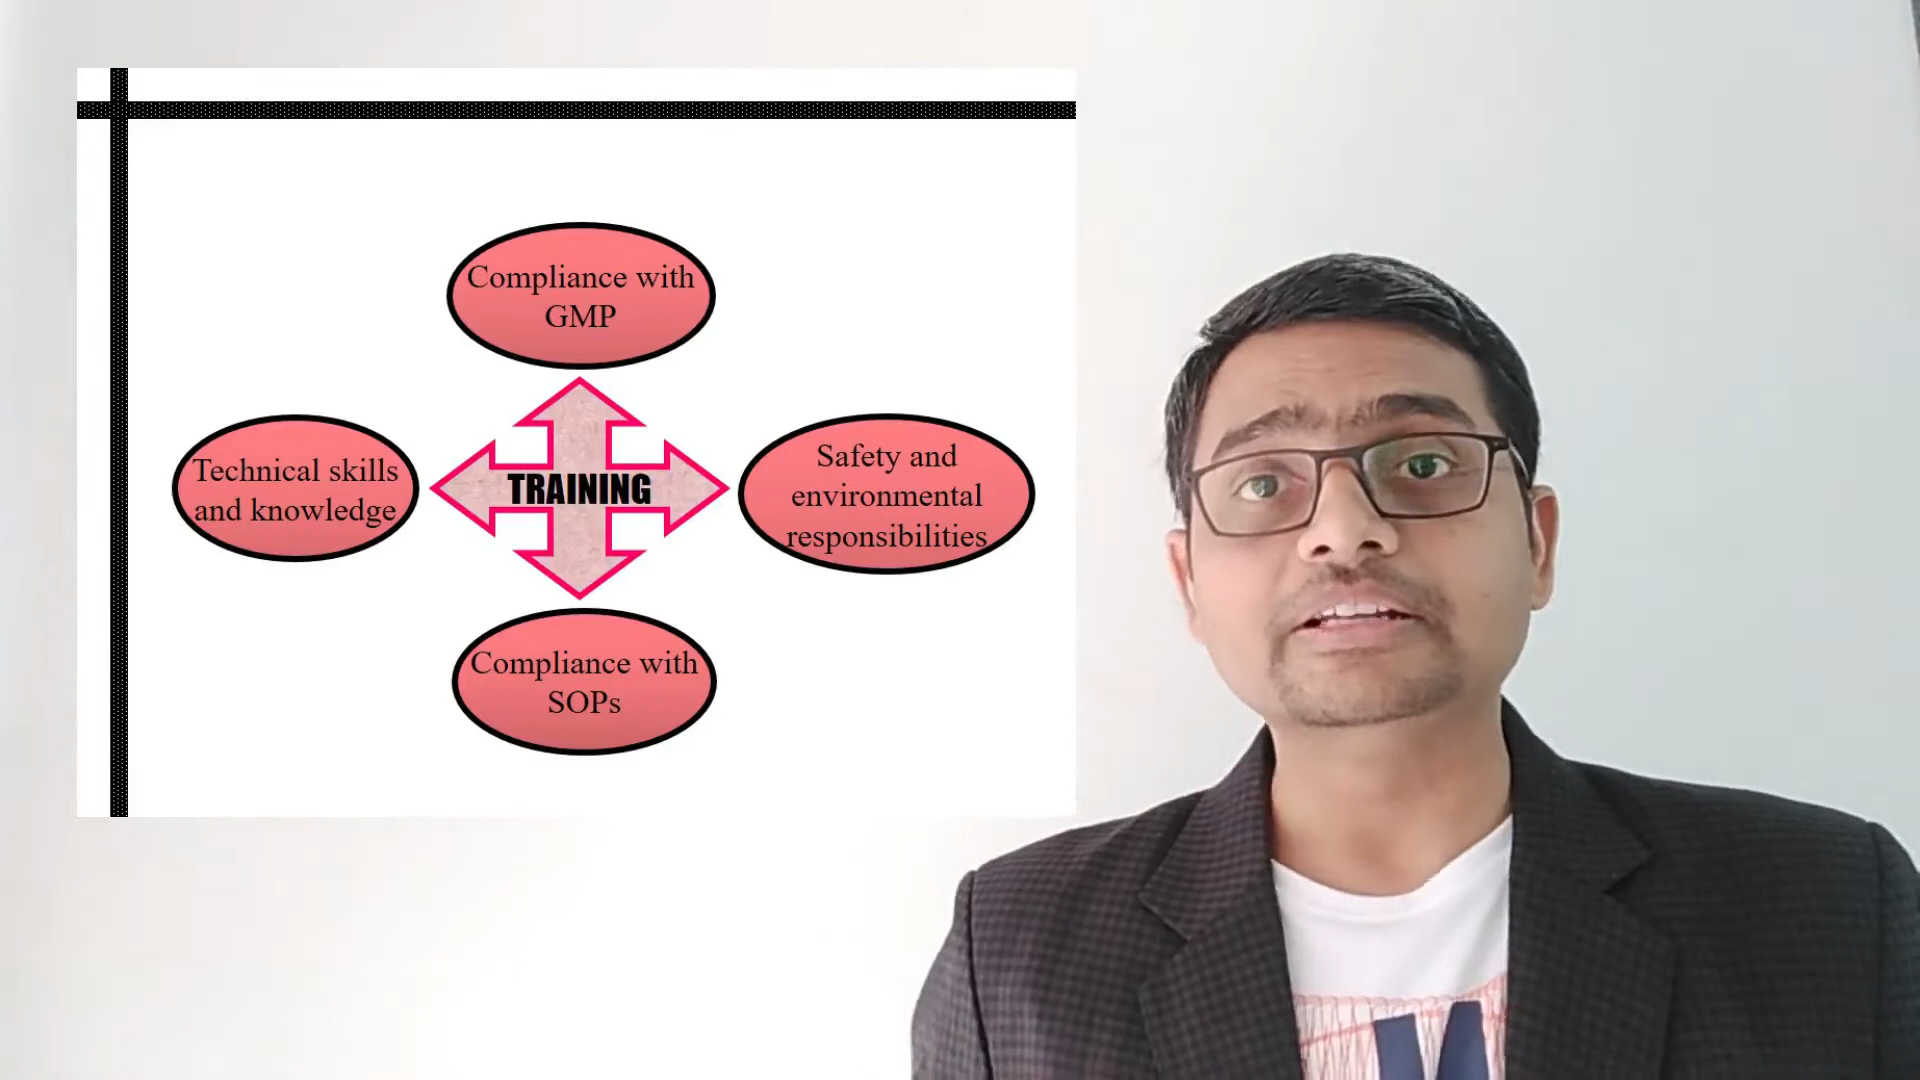 Compliance with
GMP
Technical skills
and knowledge
TRAINING
Safety and
environmental
responsibilities
Compliance with
SOPs